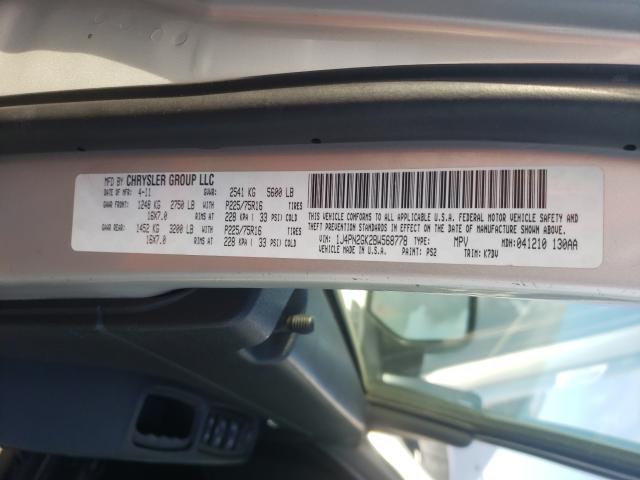 MFD BY CHRYSLER GROUP LLC
DATE OF MFR: 4-11 GVWR: 2541 KG 5600 LB
GAWR FRONT: 1248 KG 2750 LB WITH P225/75R16 TIRES
16X7.0 RIMS AT 228 KPA ( 33 PSI) COLD
GAWR REAR: 1452 KG 3200 LB WITH P225/75R16 TIRES
16X7.0 RIMS AT 228 KPA ( 33 PSI) COLD
THIS VEHICLE CONFORMS TO ALL APPLICABLE U.S.A. FEDERAL MOTOR VEHICLE SAFETY AND
THEFT PREVENTION STANDARDS IN EFFECT ON THE DATE OF MANUFACTURE SHOWN ABOVE.
VIN: 1J4PN2GK2BW568778 TYPE: MPV MDH: 041210 130AA
VEHICLE MADE IN U.S.A. PAINT: PS2 TRIM: K7DV